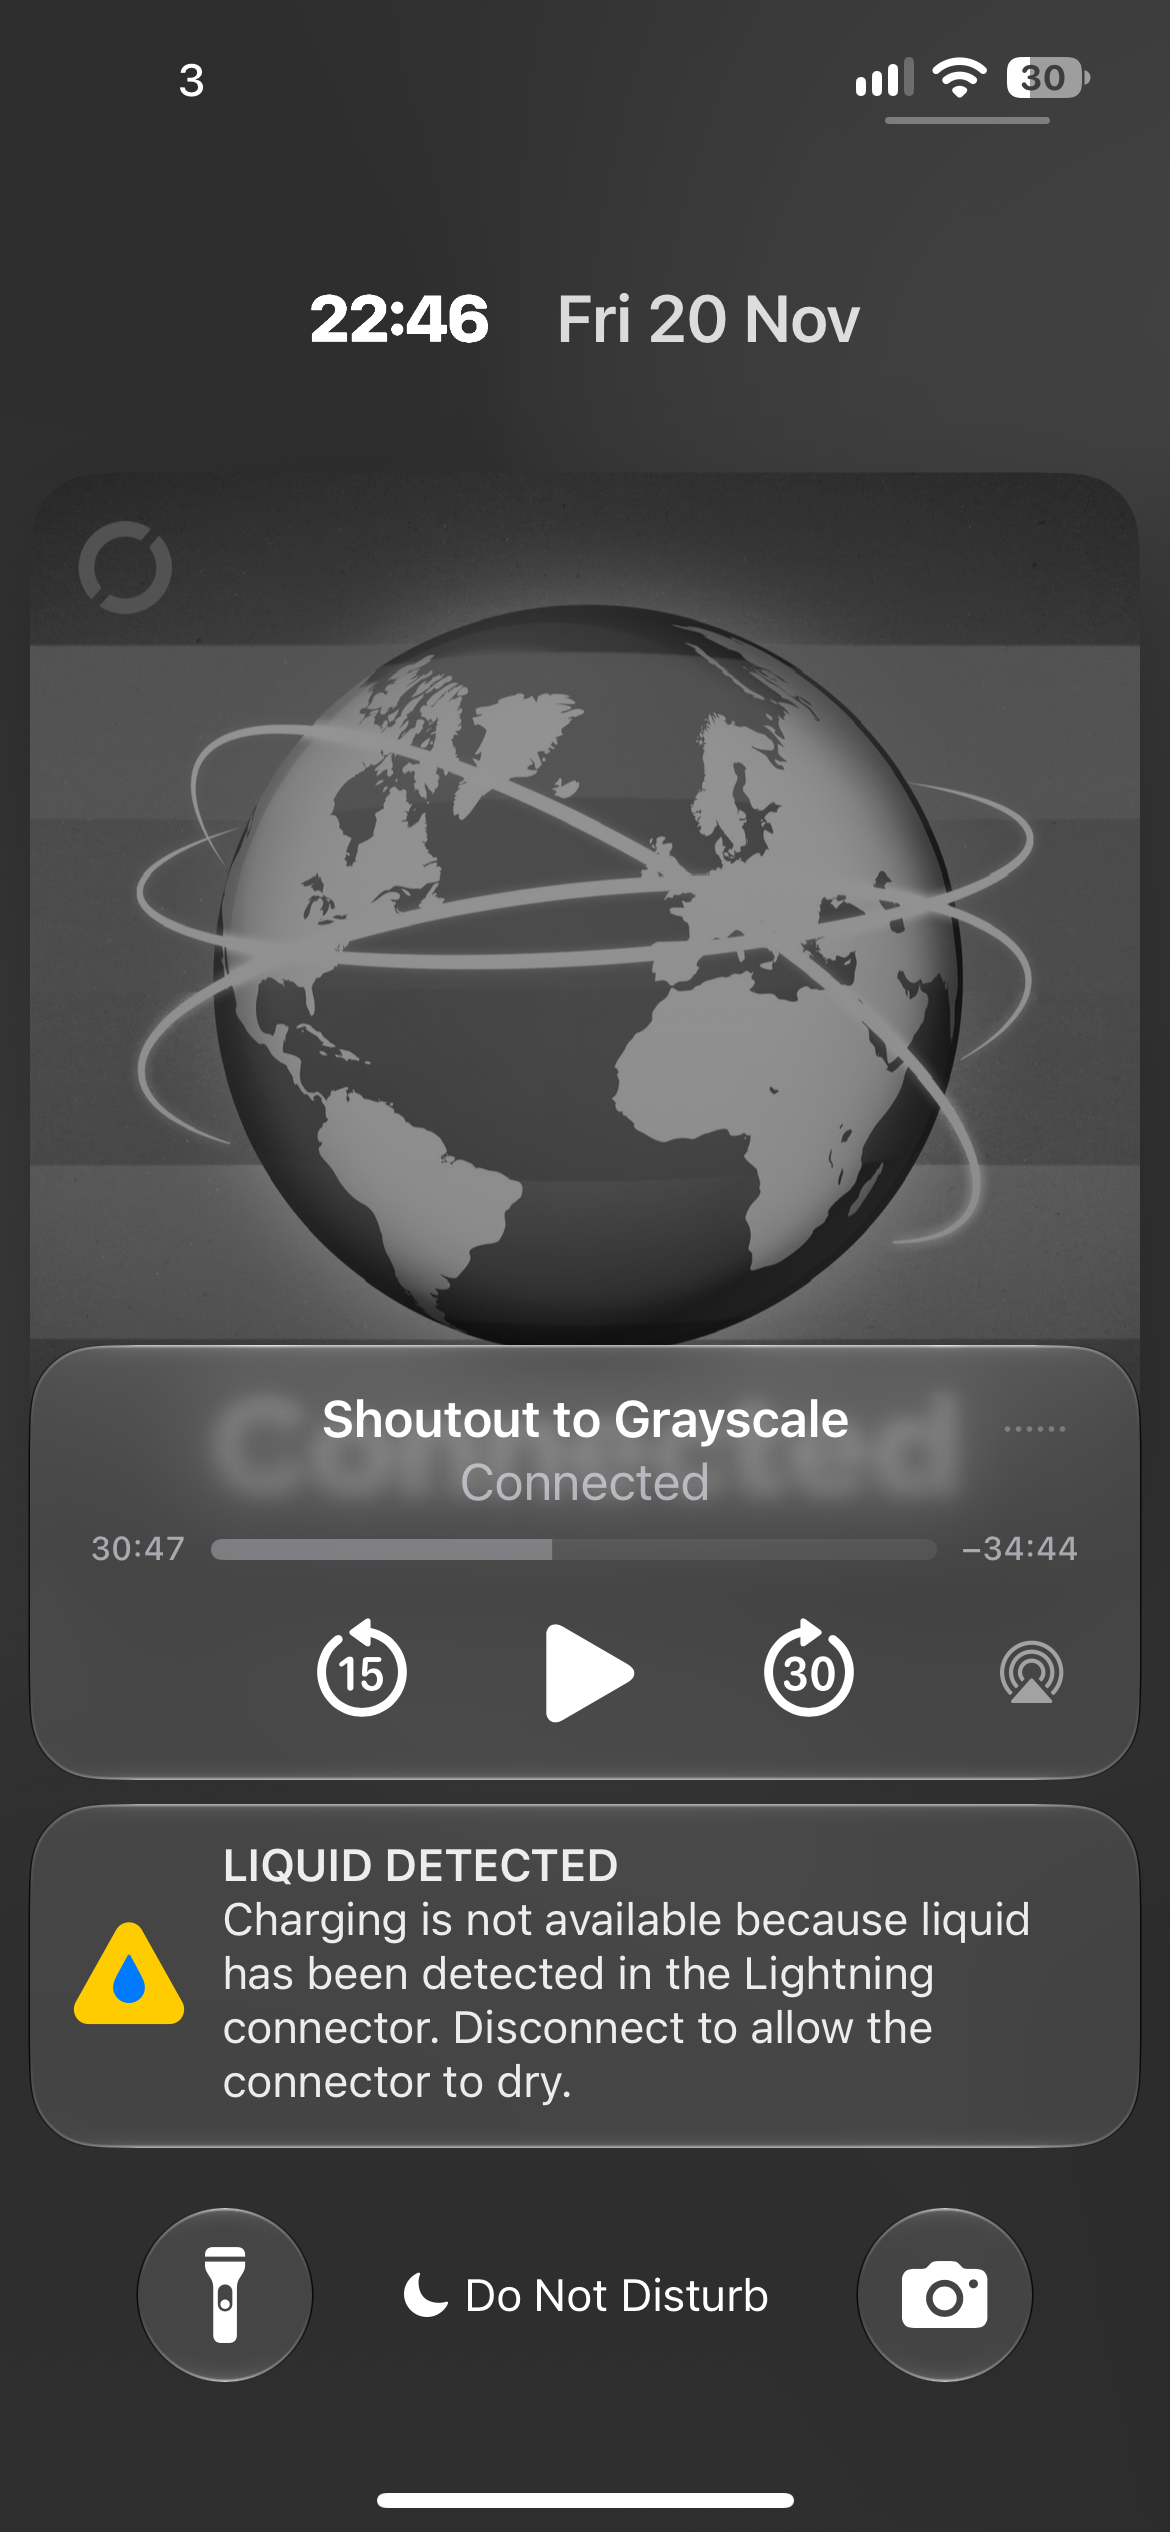 3
30
22:46 Fri 20 Nov
Shoutout to Grayscale
Connected
30:47 –34:44
15 30
LIQUID DETECTED
Charging is not available because liquid
has been detected in the Lightning
connector. Disconnect to allow the
connector to dry.
Do Not Disturb